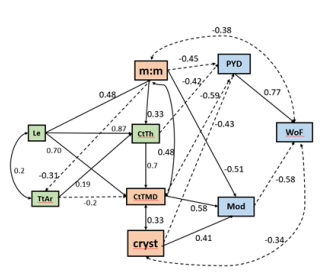 -0.38
-0.45
PYD
m:m
-0.42
0.48
-0.59
0.77
0.33
-0.43
Le
0.87
CtTh
WoF
0.70
0.48
0.7
-0.51
-0.31
-0.58
0.2
0.19
TtAr
-0.2
CtTMD
0.58
Mod
0.33
cryst
0.41
-0.34